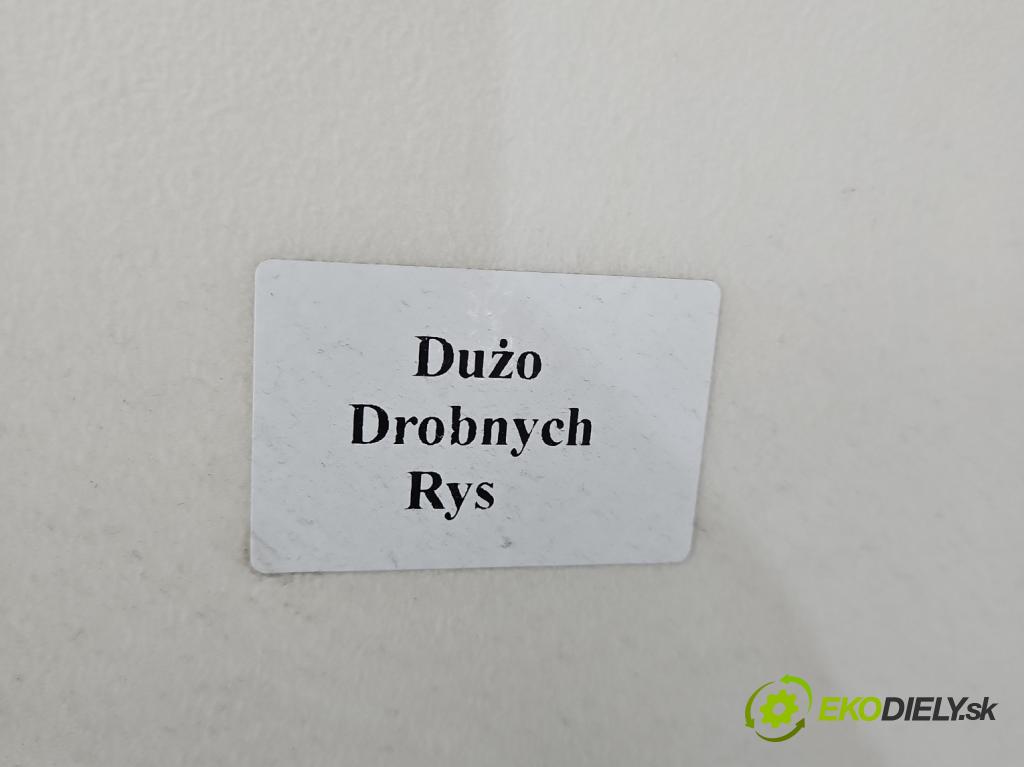 Dużo
Drobnych
Rys
EKODIELY.sk